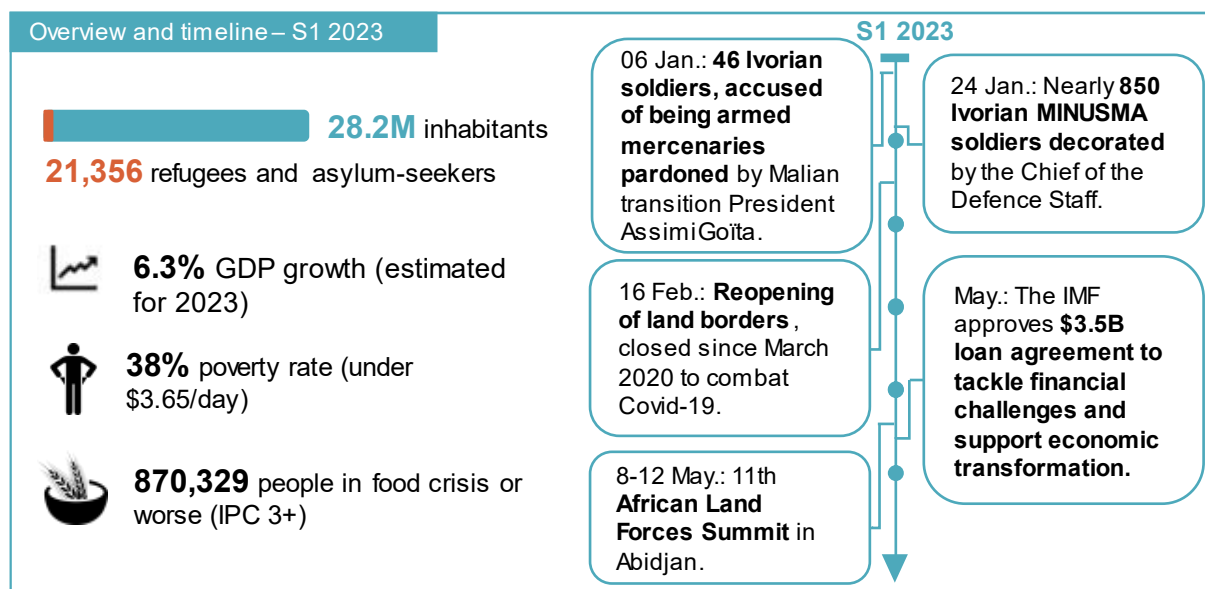 Overview and timeline – S1 2023
28.2M inhabitants
21,356 refugees and asylum-seekers
6.3% GDP growth (estimated
for 2023)
38% poverty rate (under
$3.65/day)
870,329 people in food crisis or
worse (IPC 3+)
S1 2023
06 Jan.: 46 Ivorian
soldiers, accused
of being armed
mercenaries
pardoned by Malian
transition President
AssimiGoïta.
24 Jan.: Nearly 850
Ivorian MINUSMA
soldiers decorated
by the Chief of the
Defence Staff.
16 Feb.: Reopening
of land borders ,
closed since March
2020 to combat
Covid-19.
May.: The IMF
approves $3.5B
loan agreement to
tackle financial
challenges and
support economic
transformation.
8-12 May.: 11th
African Land
Forces Summit in
Abidjan.